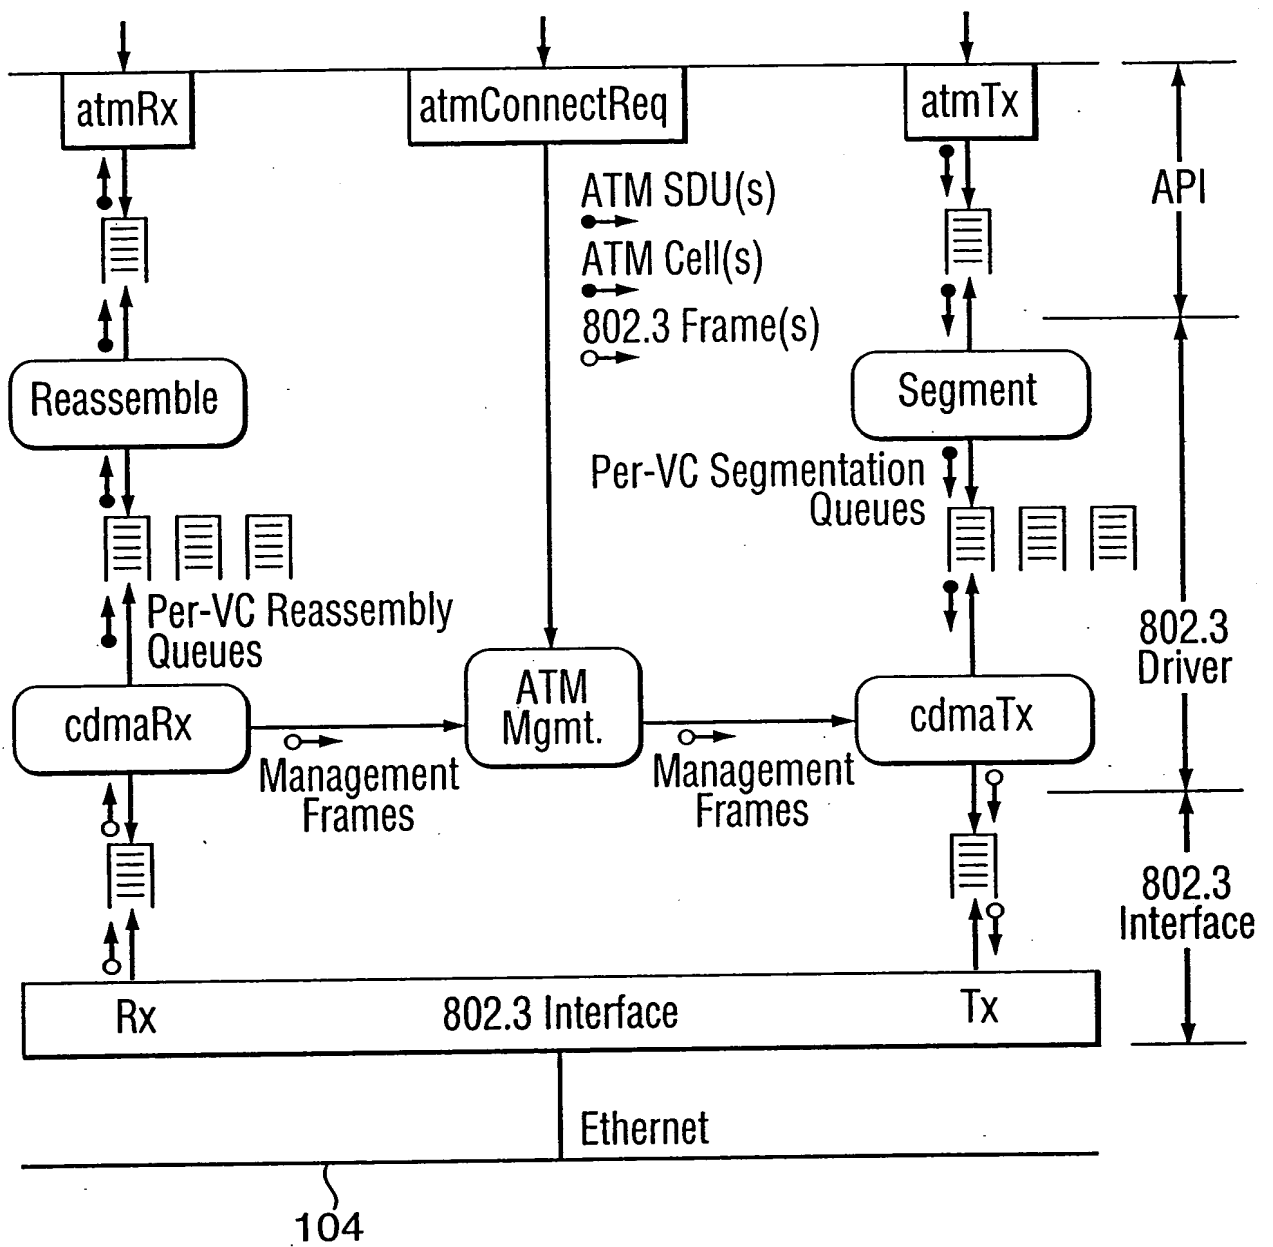 atmRx
atmConnectReq
atmTx
ATM SDU(s)
ATM Cell(s)
802.3 Frame(s)
API
Reassemble
Segment
Per-VC Segmentation
Queues
Per-VC Reassembly
Queues
802.3
Driver
cdmaRx
ATM
Mgmt.
cdmaTx
Management
Frames
Management
Frames
802.3
Interface
Rx
802.3 Interface
Tx
Ethernet
104